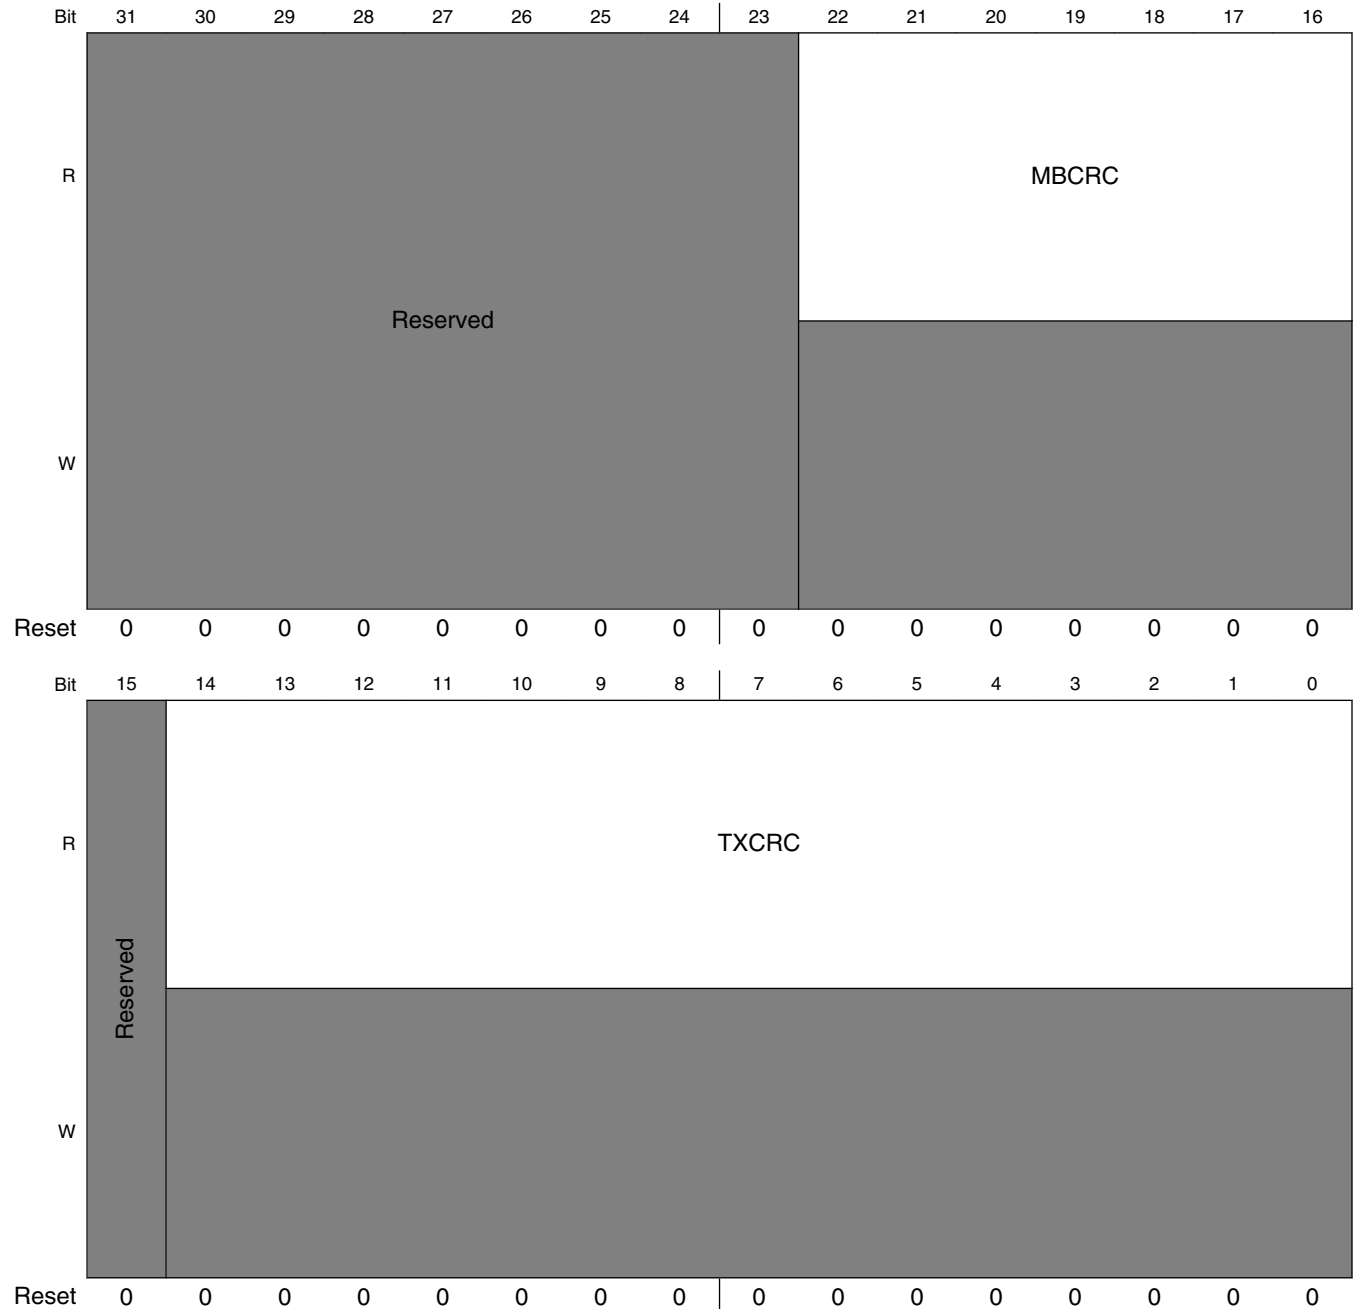 Bit 31 30 29 28 27 26 25 24 23 22 21 20 19 18 17 16
R MBCRC
Reserved
W
Reset 0 0 0 0 0 0 0 0 0 0 0 0 0 0 0 0
Bit 15 14 13 12 11 10 9 8 7 6 5 4 3 2 1 0
R TXCRC
Reserved
W
Reset 0 0 0 0 0 0 0 0 0 0 0 0 0 0 0 0